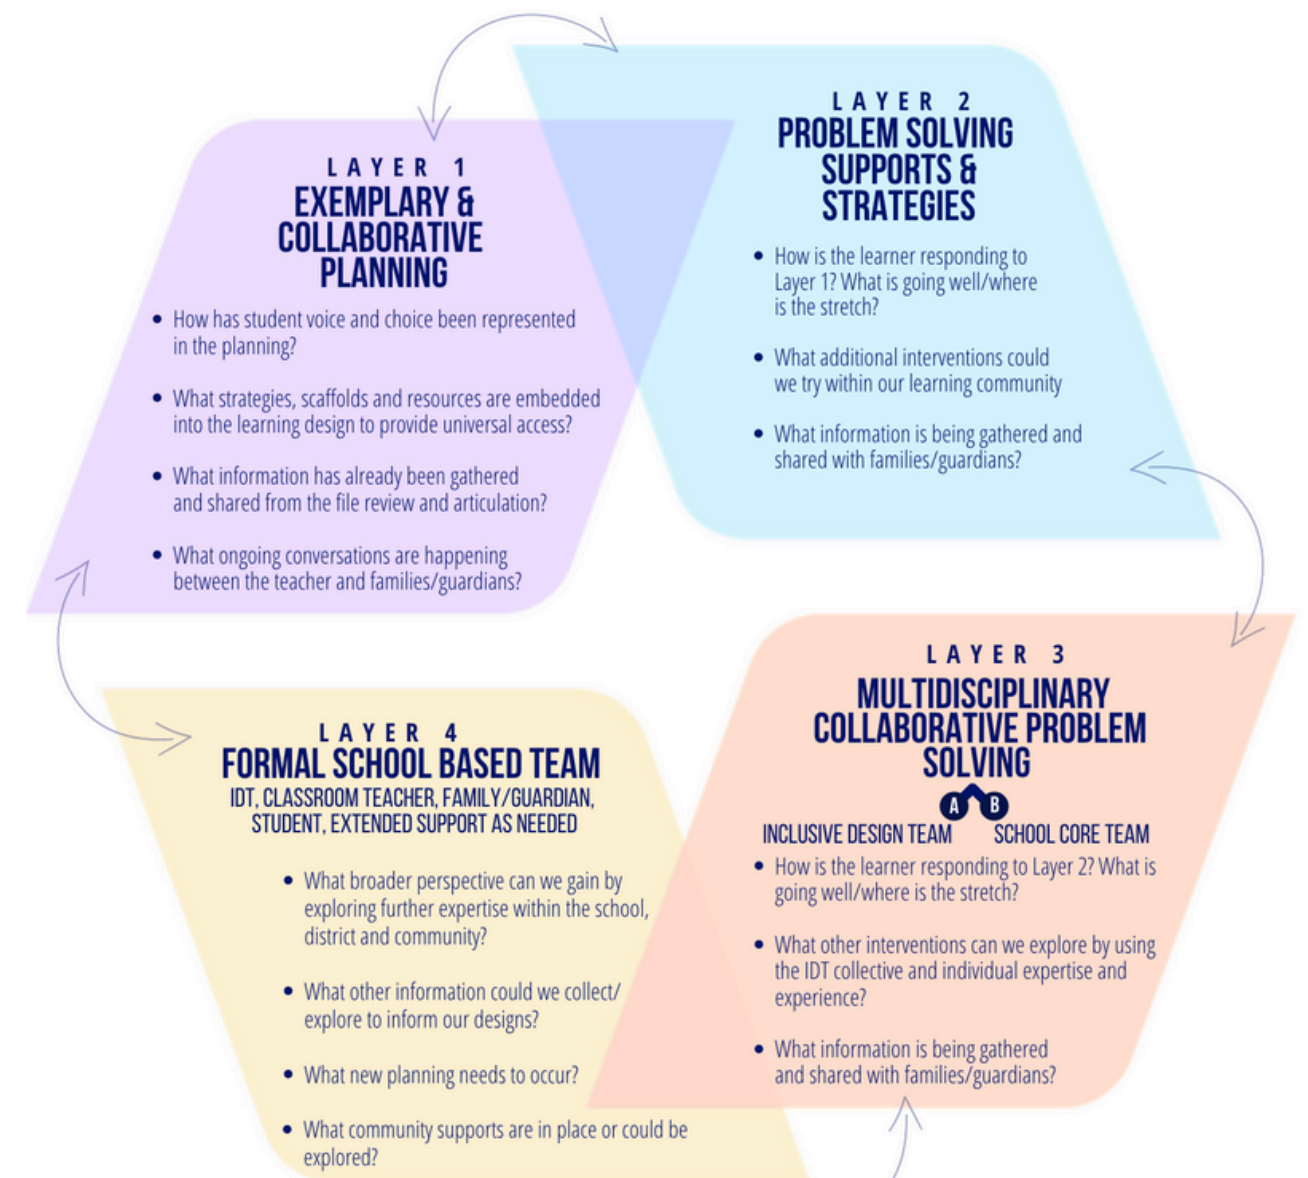 LAYER 1
EXEMPLARY &
COLLABORATIVE
PLANNING
How has student voice and choice been represented
in the planning?
What strategies, scaffolds and resources are embedded
into the learning design to provide universal access?
What information has already been gathered
and shared from the file review and articulation?
What ongoing conversations are happening
between the teacher and families/guardians?
LAYER 2
PROBLEM SOLVING
SUPPORTS &
STRATEGIES
How is the learner responding to
Layer 1? What is going well/where
is the stretch?
What additional interventions could
we try within our learning community
What information is being gathered and
shared with families/guardians?
LAYER 3
MULTIDISCIPLINARY
COLLABORATIVE PROBLEM
SOLVING
A B
INCLUSIVE DESIGN TEAM SCHOOL CORE TEAM
How is the learner responding to Layer 2? What is
going well/where is the stretch?
What other interventions can we explore by using
the IDT collective and individual expertise and
experience?
What information is being gathered
and shared with families/guardians?
LAYER 4
FORMAL SCHOOL BASED TEAM
IDT, CLASSROOM TEACHER, FAMILY/GUARDIAN,
STUDENT, EXTENDED SUPPORT AS NEEDED
What broader perspective can we gain by
exploring further expertise within the school,
district and community?
What other information could we collect/
explore to inform our designs?
What new planning needs to occur?
What community supports are in place or could be
explored?